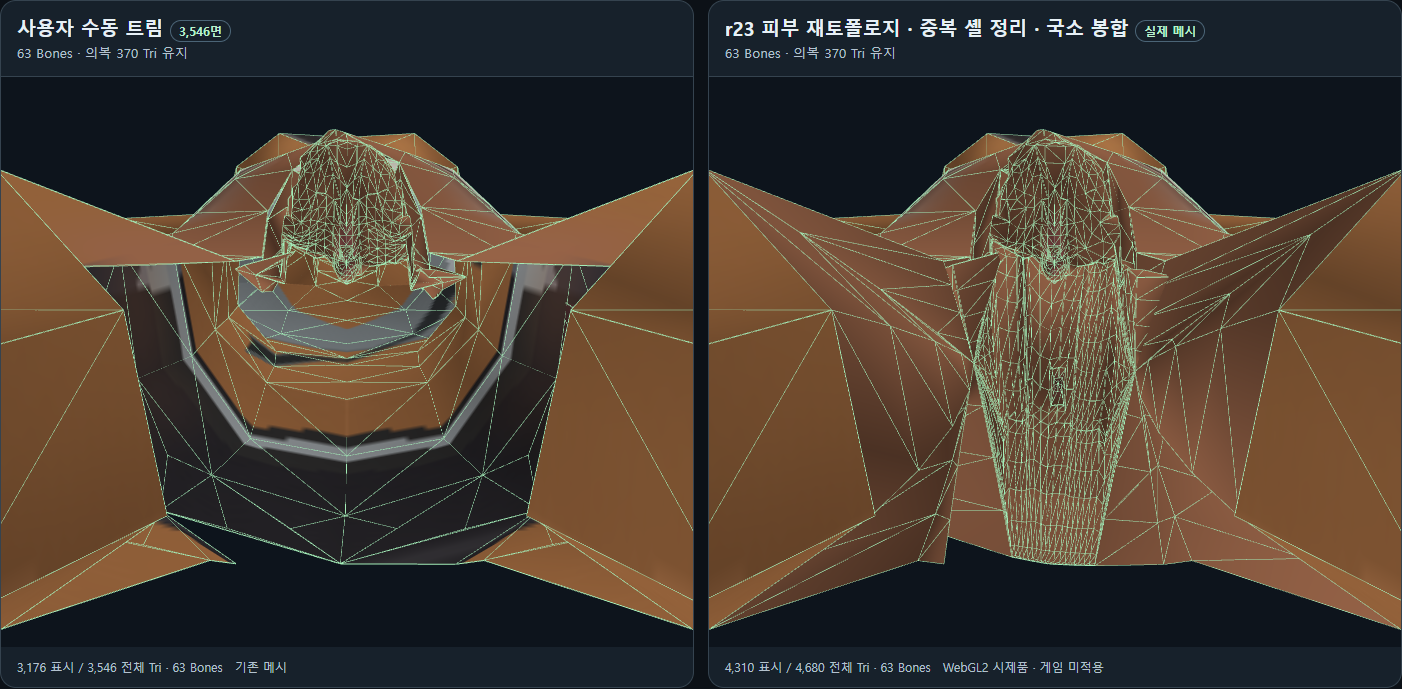 사용자 수동 트림 3,546면
63 Bones · 의복 370 Tri 유지
3,176 표시 / 3,546 전체 Tri · 63 Bones 기존 메시
r23 피부 재토폴로지 · 중복 셸 정리 · 국소 봉합 실제 메시
63 Bones · 의복 370 Tri 유지
4,310 표시 / 4,680 전체 Tri · 63 Bones WebGL2 시제품 · 게임 미적용